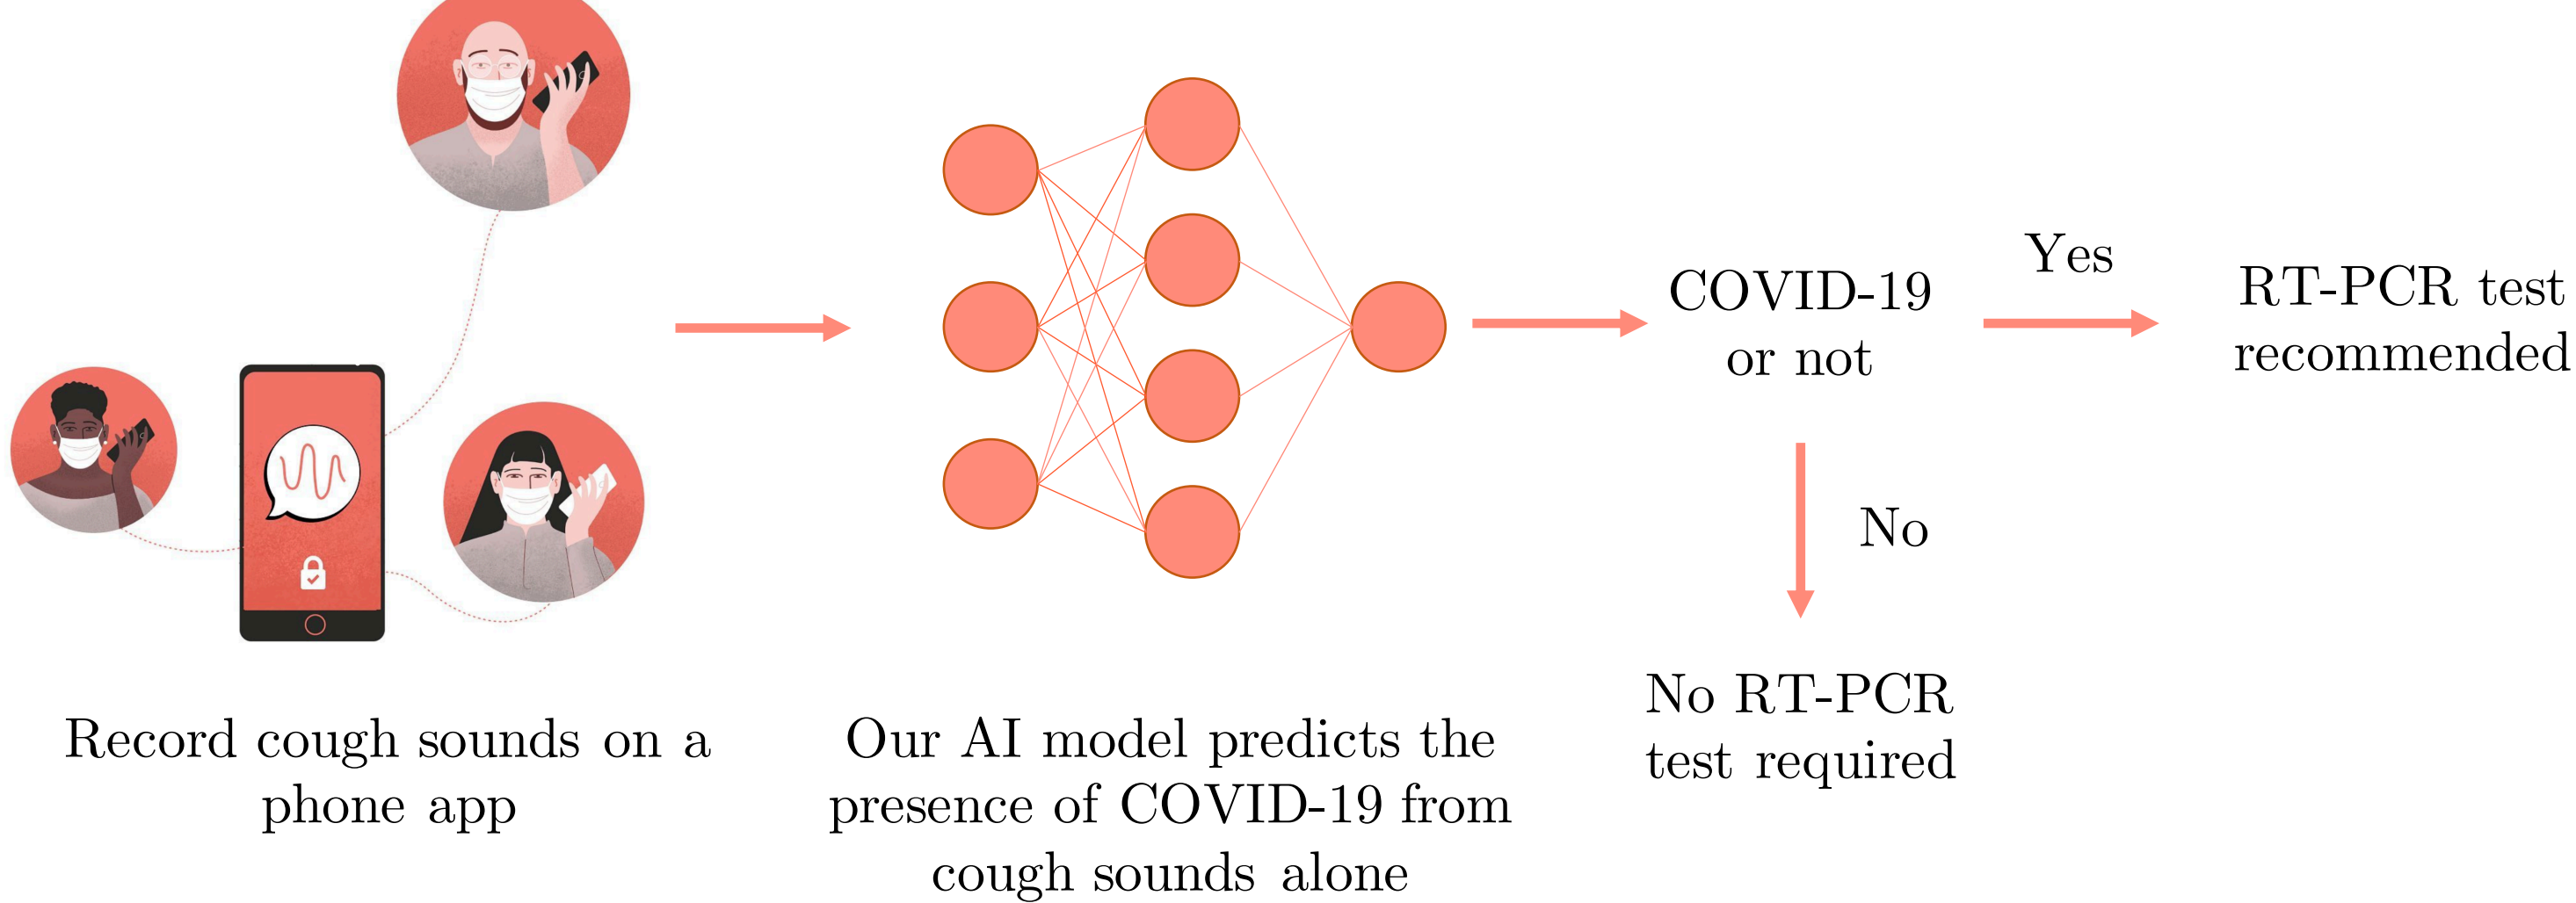 Record cough sounds on a
phone app
Our AI model predicts the
presence of COVID-19 from
cough sounds alone
COVID-19
or not
Yes
RT-PCR test
recommended
No
No RT-PCR
test required